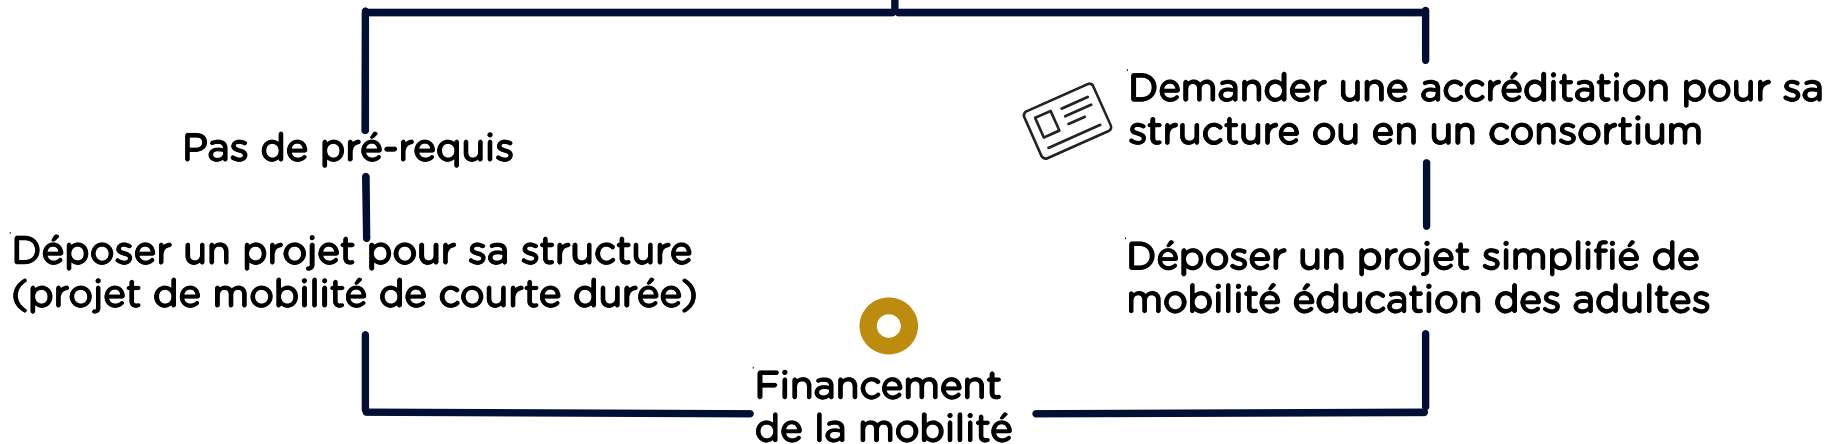 Pas de pré-requis
Déposer un projet pour sa structure
(projet de mobilité de courte durée)
Demander une accréditation pour sa
structure ou en un consortium
Déposer un projet simplifié de
mobilité éducation des adultes
Financement
de la mobilité